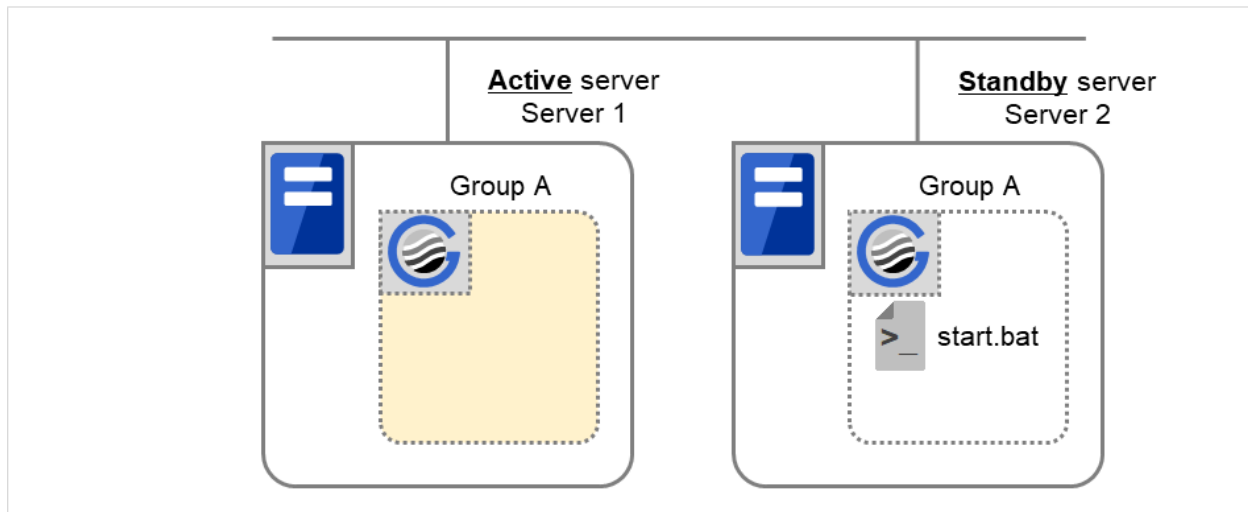 Active server
Server 1
Standby server
Server 2
Group A
Group A
>_ start.bat